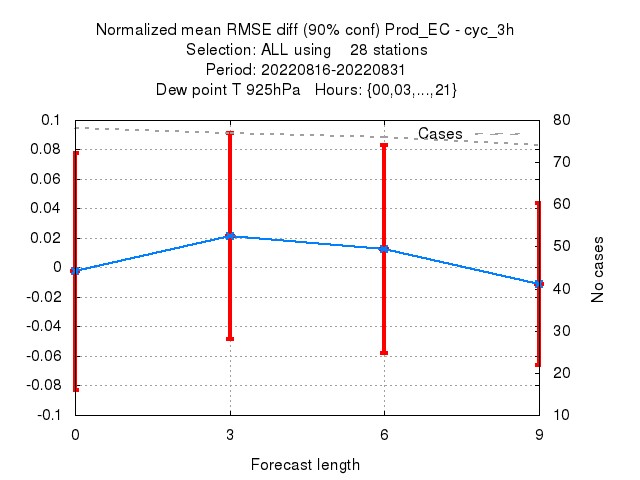 Normalized mean RMSE diff (90% conf) Prod_EC - cyc_3h
Selection: ALL using    28 stations
Period: 20220816-20220831
Dew point T 925hPa   Hours: {00,03,...,21}
0.1
0.08
0.06
0.04
0.02
0
-0.02
-0.04
-0.06
-0.08
-0.1
Cases
80
70
60
50
40
30
20
10
No cases
0 3 6 9
Forecast length